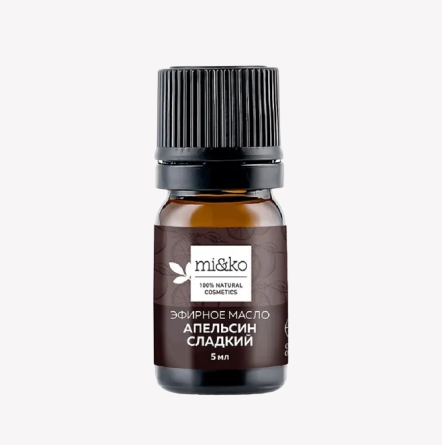 mi&ko
100% NATURAL
COSMETICS
ЭФИРНОЕ МАСЛО
АПЕЛЬСИН
СЛАДКИЙ
5 мл